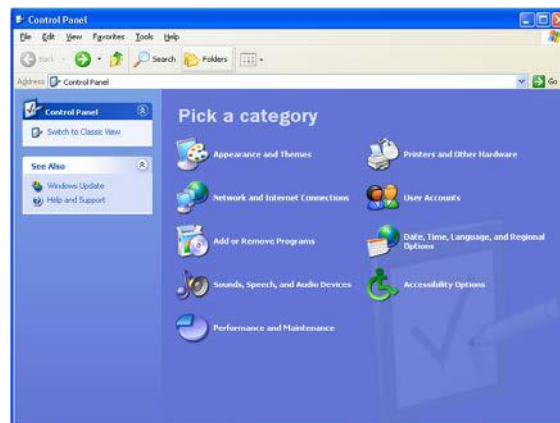 Control Panel
File Edit View Favorites Tools Help
Back Search Folders
Address Control Panel Go
Control Panel
Switch to Classic View
See Also
Windows Update
Help and Support
Pick a category
Appearance and Themes
Printers and Other Hardware
Network and Internet Connections
User Accounts
Add or Remove Programs
Date, Time, Language, and Regional
Options
Sounds, Speech, and Audio Devices
Accessibility Options
Performance and Maintenance